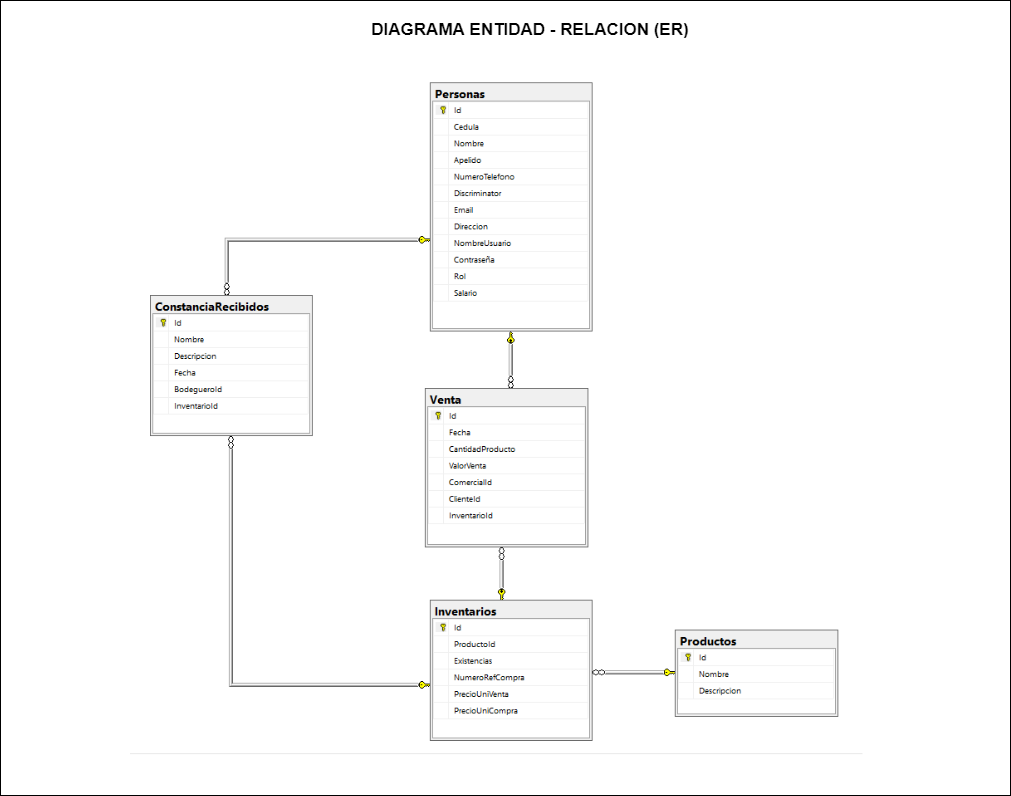 DIAGRAMA ENTIDAD - RELACION (ER)
Personas
Id
Cedula
Nombre
Apelido
NumeroTelefono
Discriminator
Email
Direccion
NombreUsuario
Contraseña
Rol
Salario
ConstanciaRecibidos
Id
Nombre
Descripcion
Fecha
BodegueroId
InventarioId
Venta
Id
Fecha
CantidadProducto
ValorVenta
ComercialId
ClienteId
InventarioId
Inventarios
Id
ProductoId
Existencias
NumeroRefCompra
PrecioUniVenta
PrecioUniCompra
Productos
Id
Nombre
Descripcion